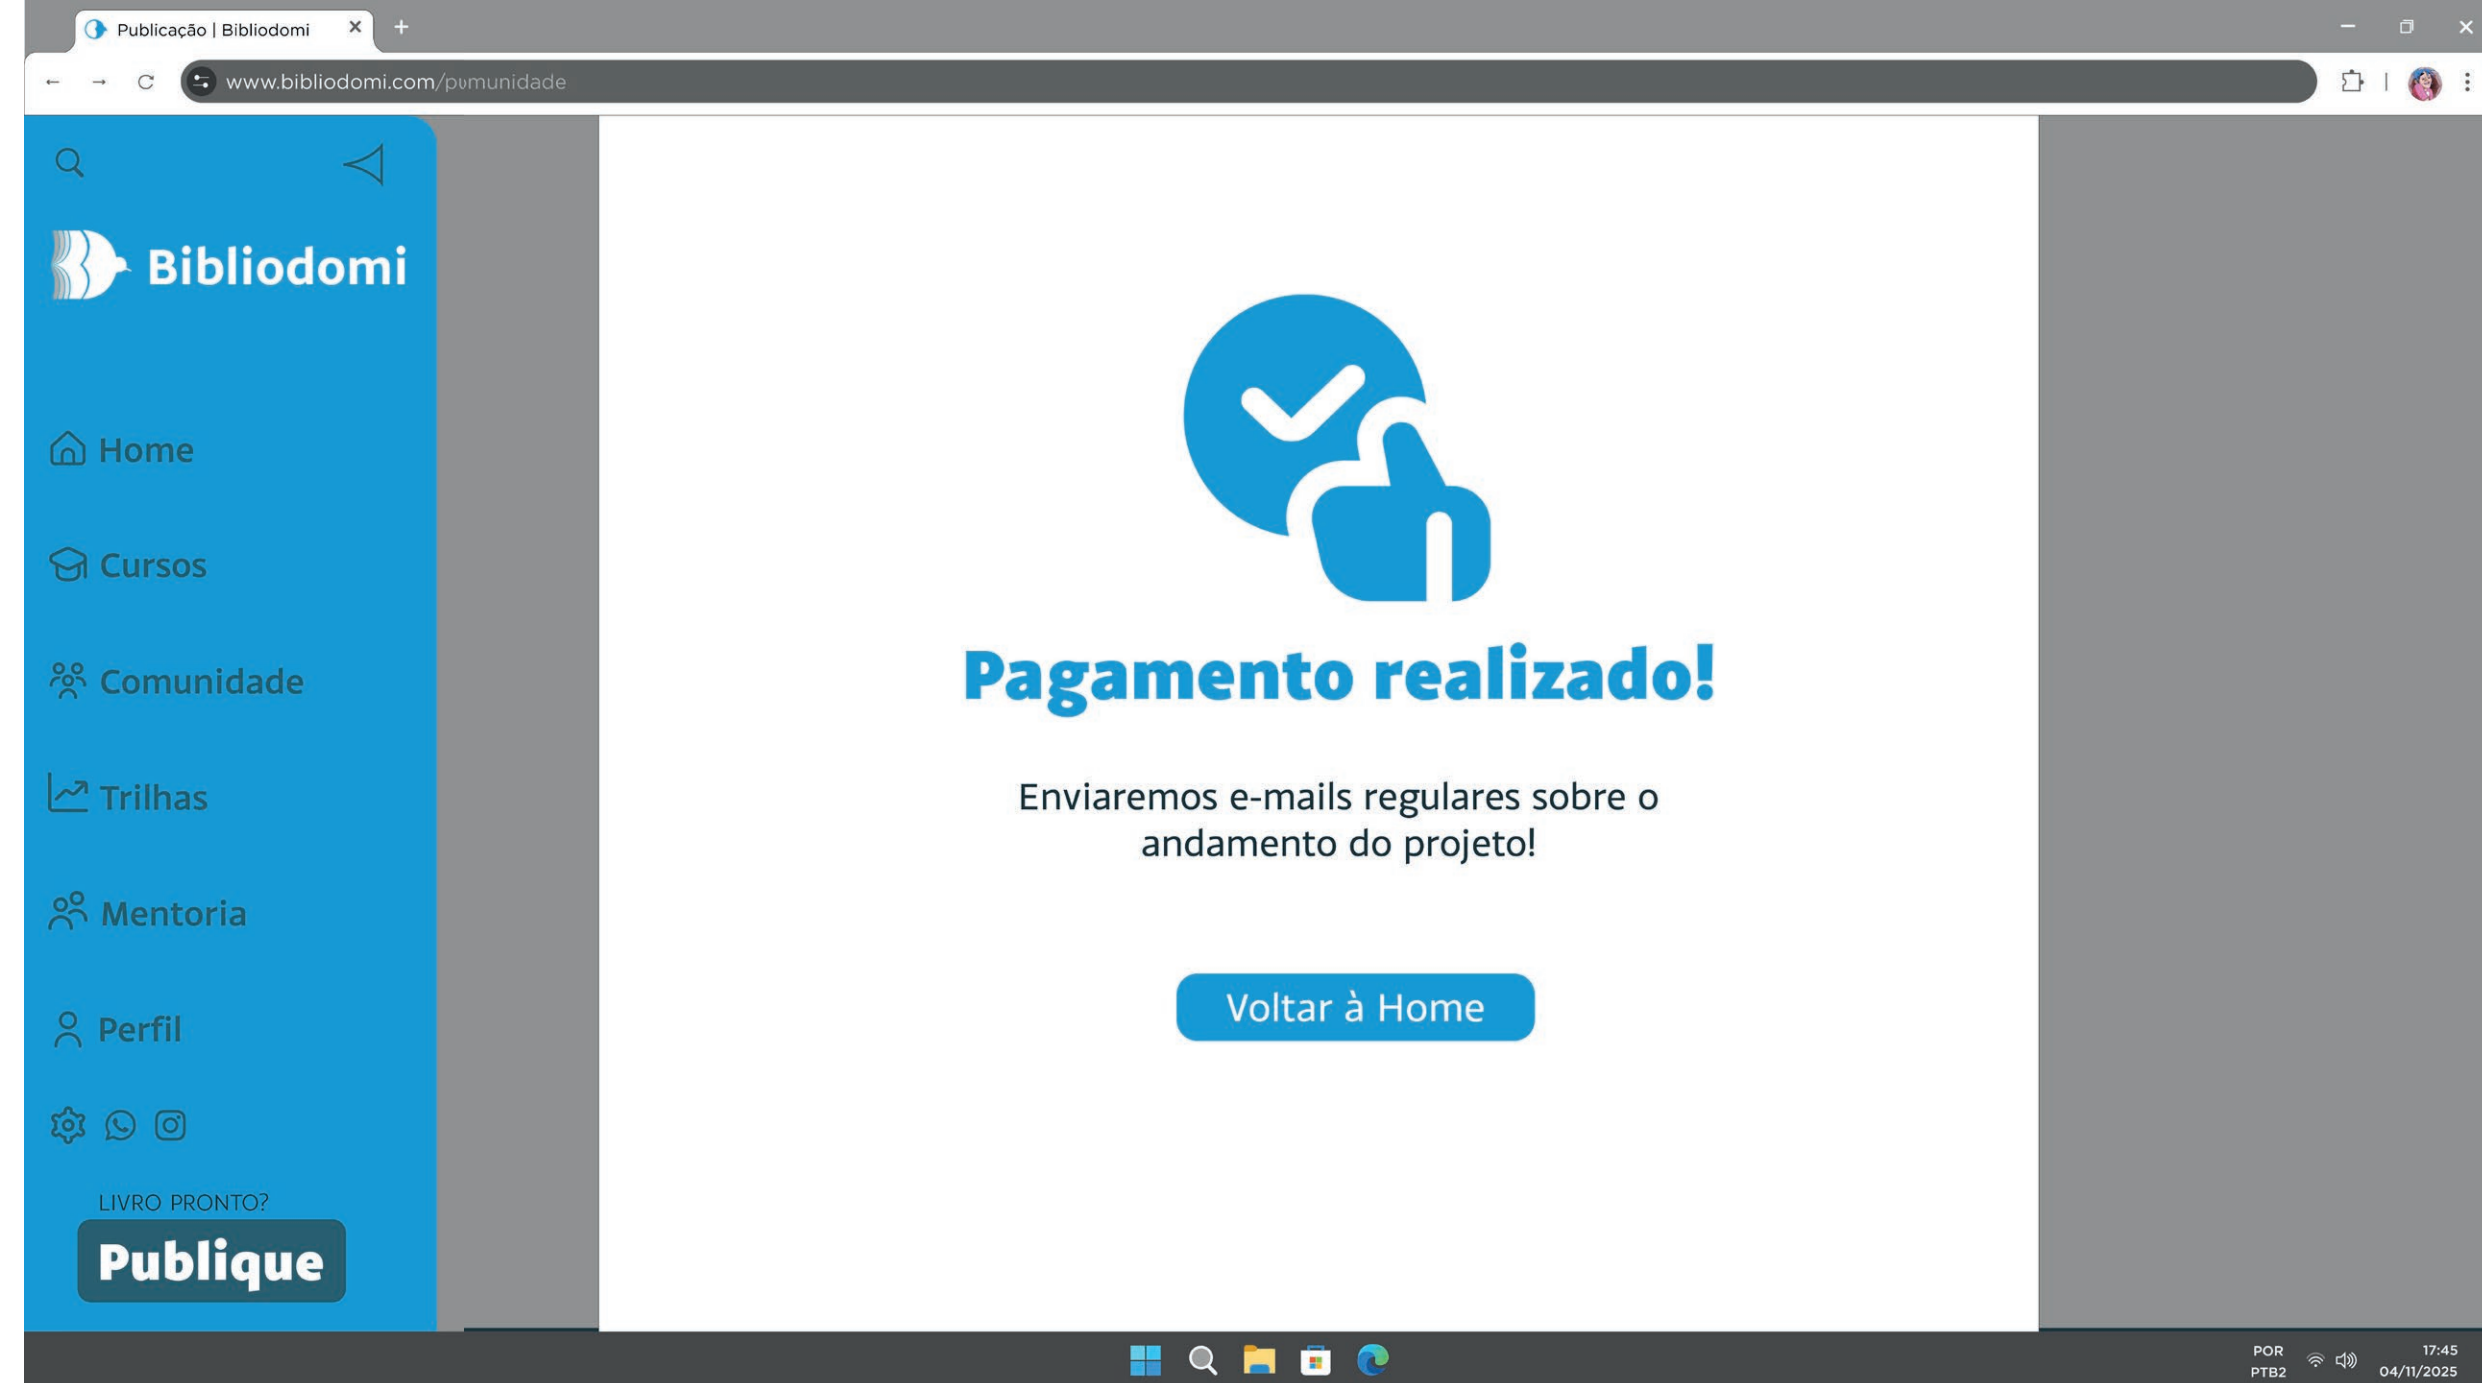 Publicação | Bibliodomi
www.bibliodomi.com/pumunidade
Bibliodomi
Home
Cursos
Comunidade
Trilhas
Mentoria
Perfil
LIVRO PRONTO?
Publique
Pagamento realizado!
Enviaremos e-mails regulares sobre o
andamento do projeto!
Voltar à Home
POR
PTB2
17:45
04/11/2025